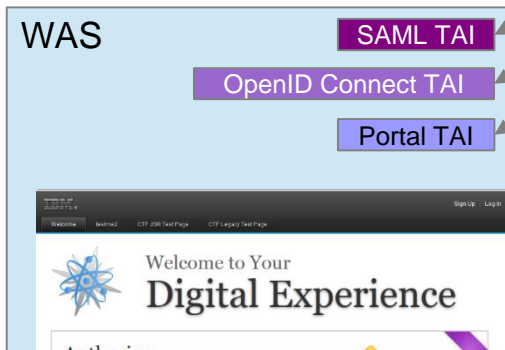 WAS
SAML TAI
OpenID Connect TAI
Portal TAI
IBM.
Sign Up Log In
Welcome testme2 CTF JSR Test Page CTF Legacy Test Page
Welcome to Your
Digital Experience